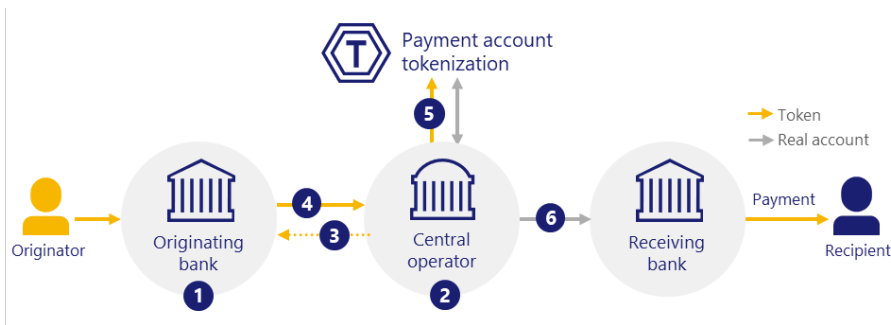 T
Payment account
tokenization
5
Token
Real account
4
3
6
Payment
Originator
Originating
bank
1
Central
operator
2
Receiving
bank
Recipient